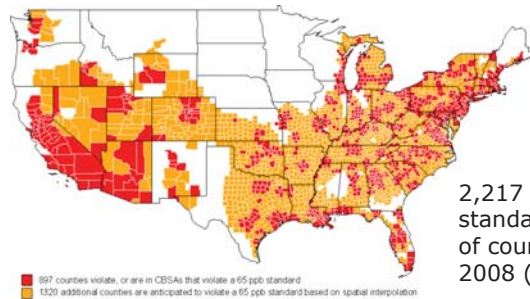 2,217
standa
of coun
2008 (
897 counties violate, or are in CBSAs that violate a 65 ppb standard
1320 additional counties are anticipated to violate a 65 ppb standard based on spatial interpolation